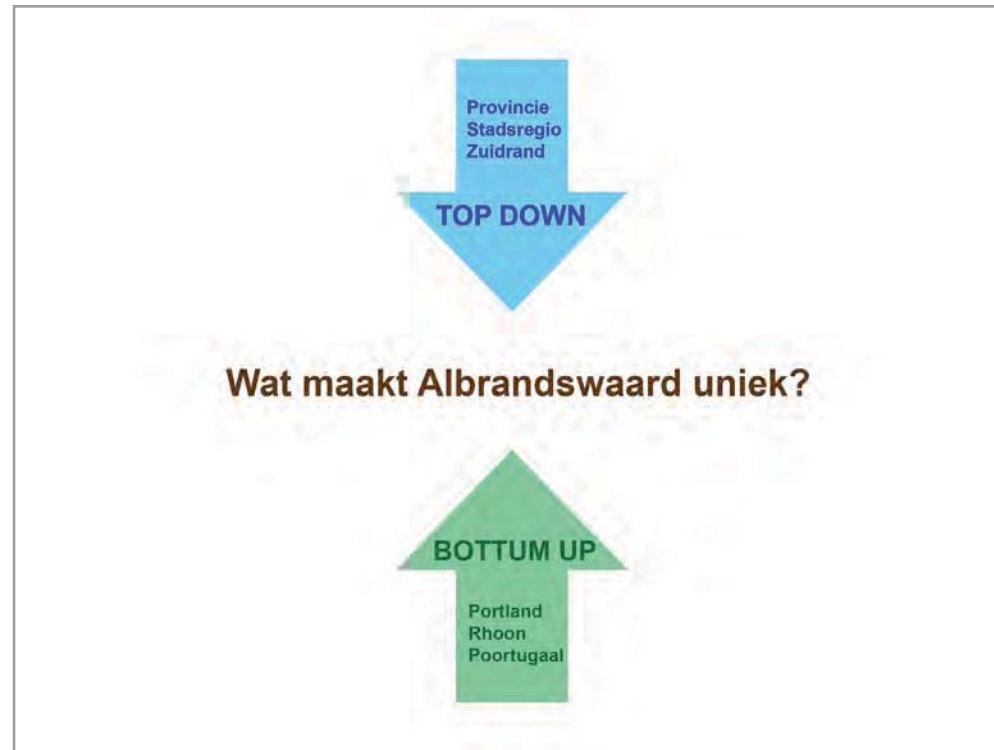 Provincie
Stadsregio
Zuidrand
TOP DOWN
Wat maakt Albrandswaard uniek?
BOTTUM UP
Portland
Rhoon
Poortugaal